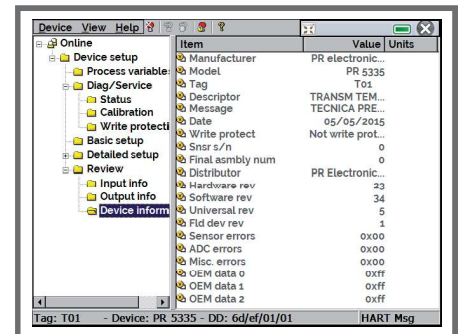 Device View Help
Online
Device setup
Process variable
Diag/Service
Status
Calibration
Write protecti
Basic setup
Detailed setup
Review
Input info
Output info
Device inform
Item Value Units
Manufacturer PR electronic...
Model PR 5335
Tag T01
Descriptor TRANSM TEM...
Message TECNICA PRE...
Date 05/05/2015
Write protect Not write prot...
Snsr s/n 0
Final asmbly num 0
Distributor PR Electronic...
Hardware rev 23
Software rev 34
Universal rev 5
Fld dev rev 1
Sensor errors 0x00
ADC errors 0x00
Misc. errors 0x00
OEM data 0 0xff
OEM data 1 0xff
OEM data 2 0xff
Tag: T01 - Device: PR 5335 - DD: 6d/ef/01/01 HART Msg